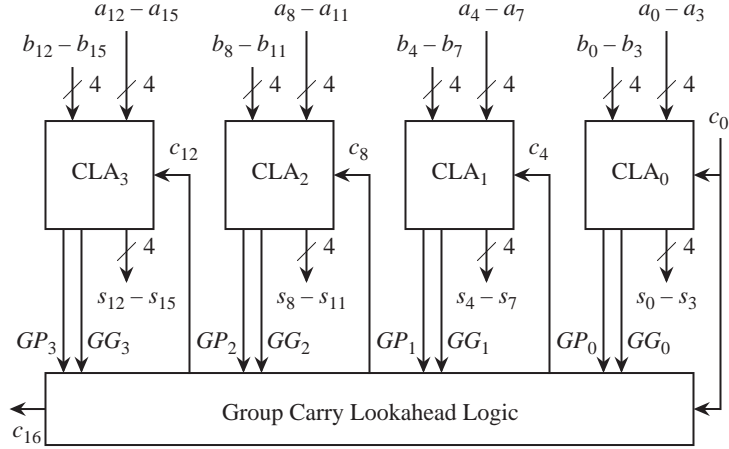 a₁₂ – a₁₅ a₈ – a₁₁ a₄ – a₇ a₀ – a₃
b₁₂ – b₁₅ b₈ – b₁₁ b₄ – b₇ b₀ – b₃
4 4 4 4 4 4 4 4
c₀
c₁₂ c₈ c₄
CLA₃ CLA₂ CLA₁ CLA₀
4 4 4 4
s₁₂ – s₁₅ s₈ – s₁₁ s₄ – s₇ s₀ – s₃
GP₃ GG₃ GP₂ GG₂ GP₁ GG₁ GP₀ GG₀
Group Carry Lookahead Logic
c₁₆